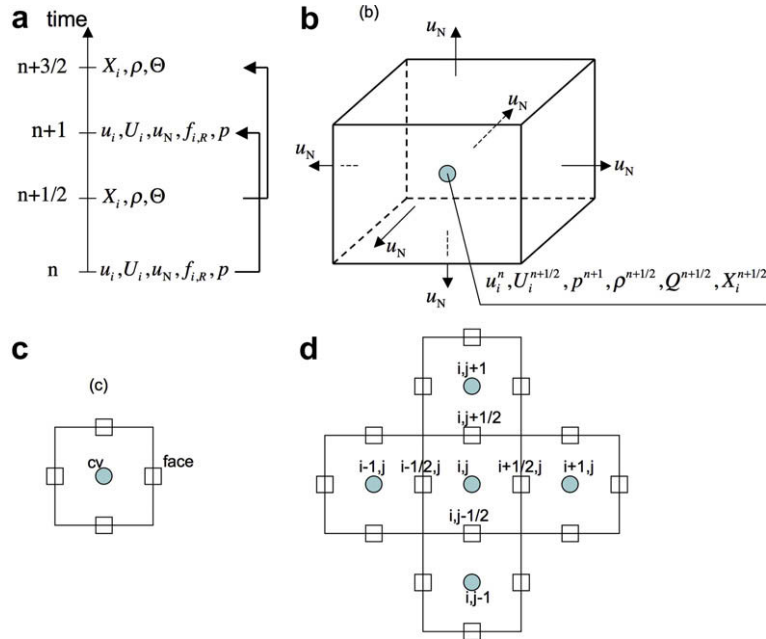 a time
n+3/2 X_i, ρ, Θ
n+1 u_i, U_i, u_N, f_{i,R}, p
n+1/2 X_i, ρ, Θ
n u_i, U_i, u_N, f_{i,R}, p
b (b)
u_N
u_N
u_N
u_N
u_N
u_N
u_i^n, U_i^{n+1/2}, p^{n+1}, ρ^{n+1/2}, Q^{n+1/2}, X_i^{n+1/2}
c
(c)
cv
face
d
i,j+1
i,j+1/2
i-1,j i-1/2,j i,j i+1/2,j i+1,j
i,j-1/2
i,j-1